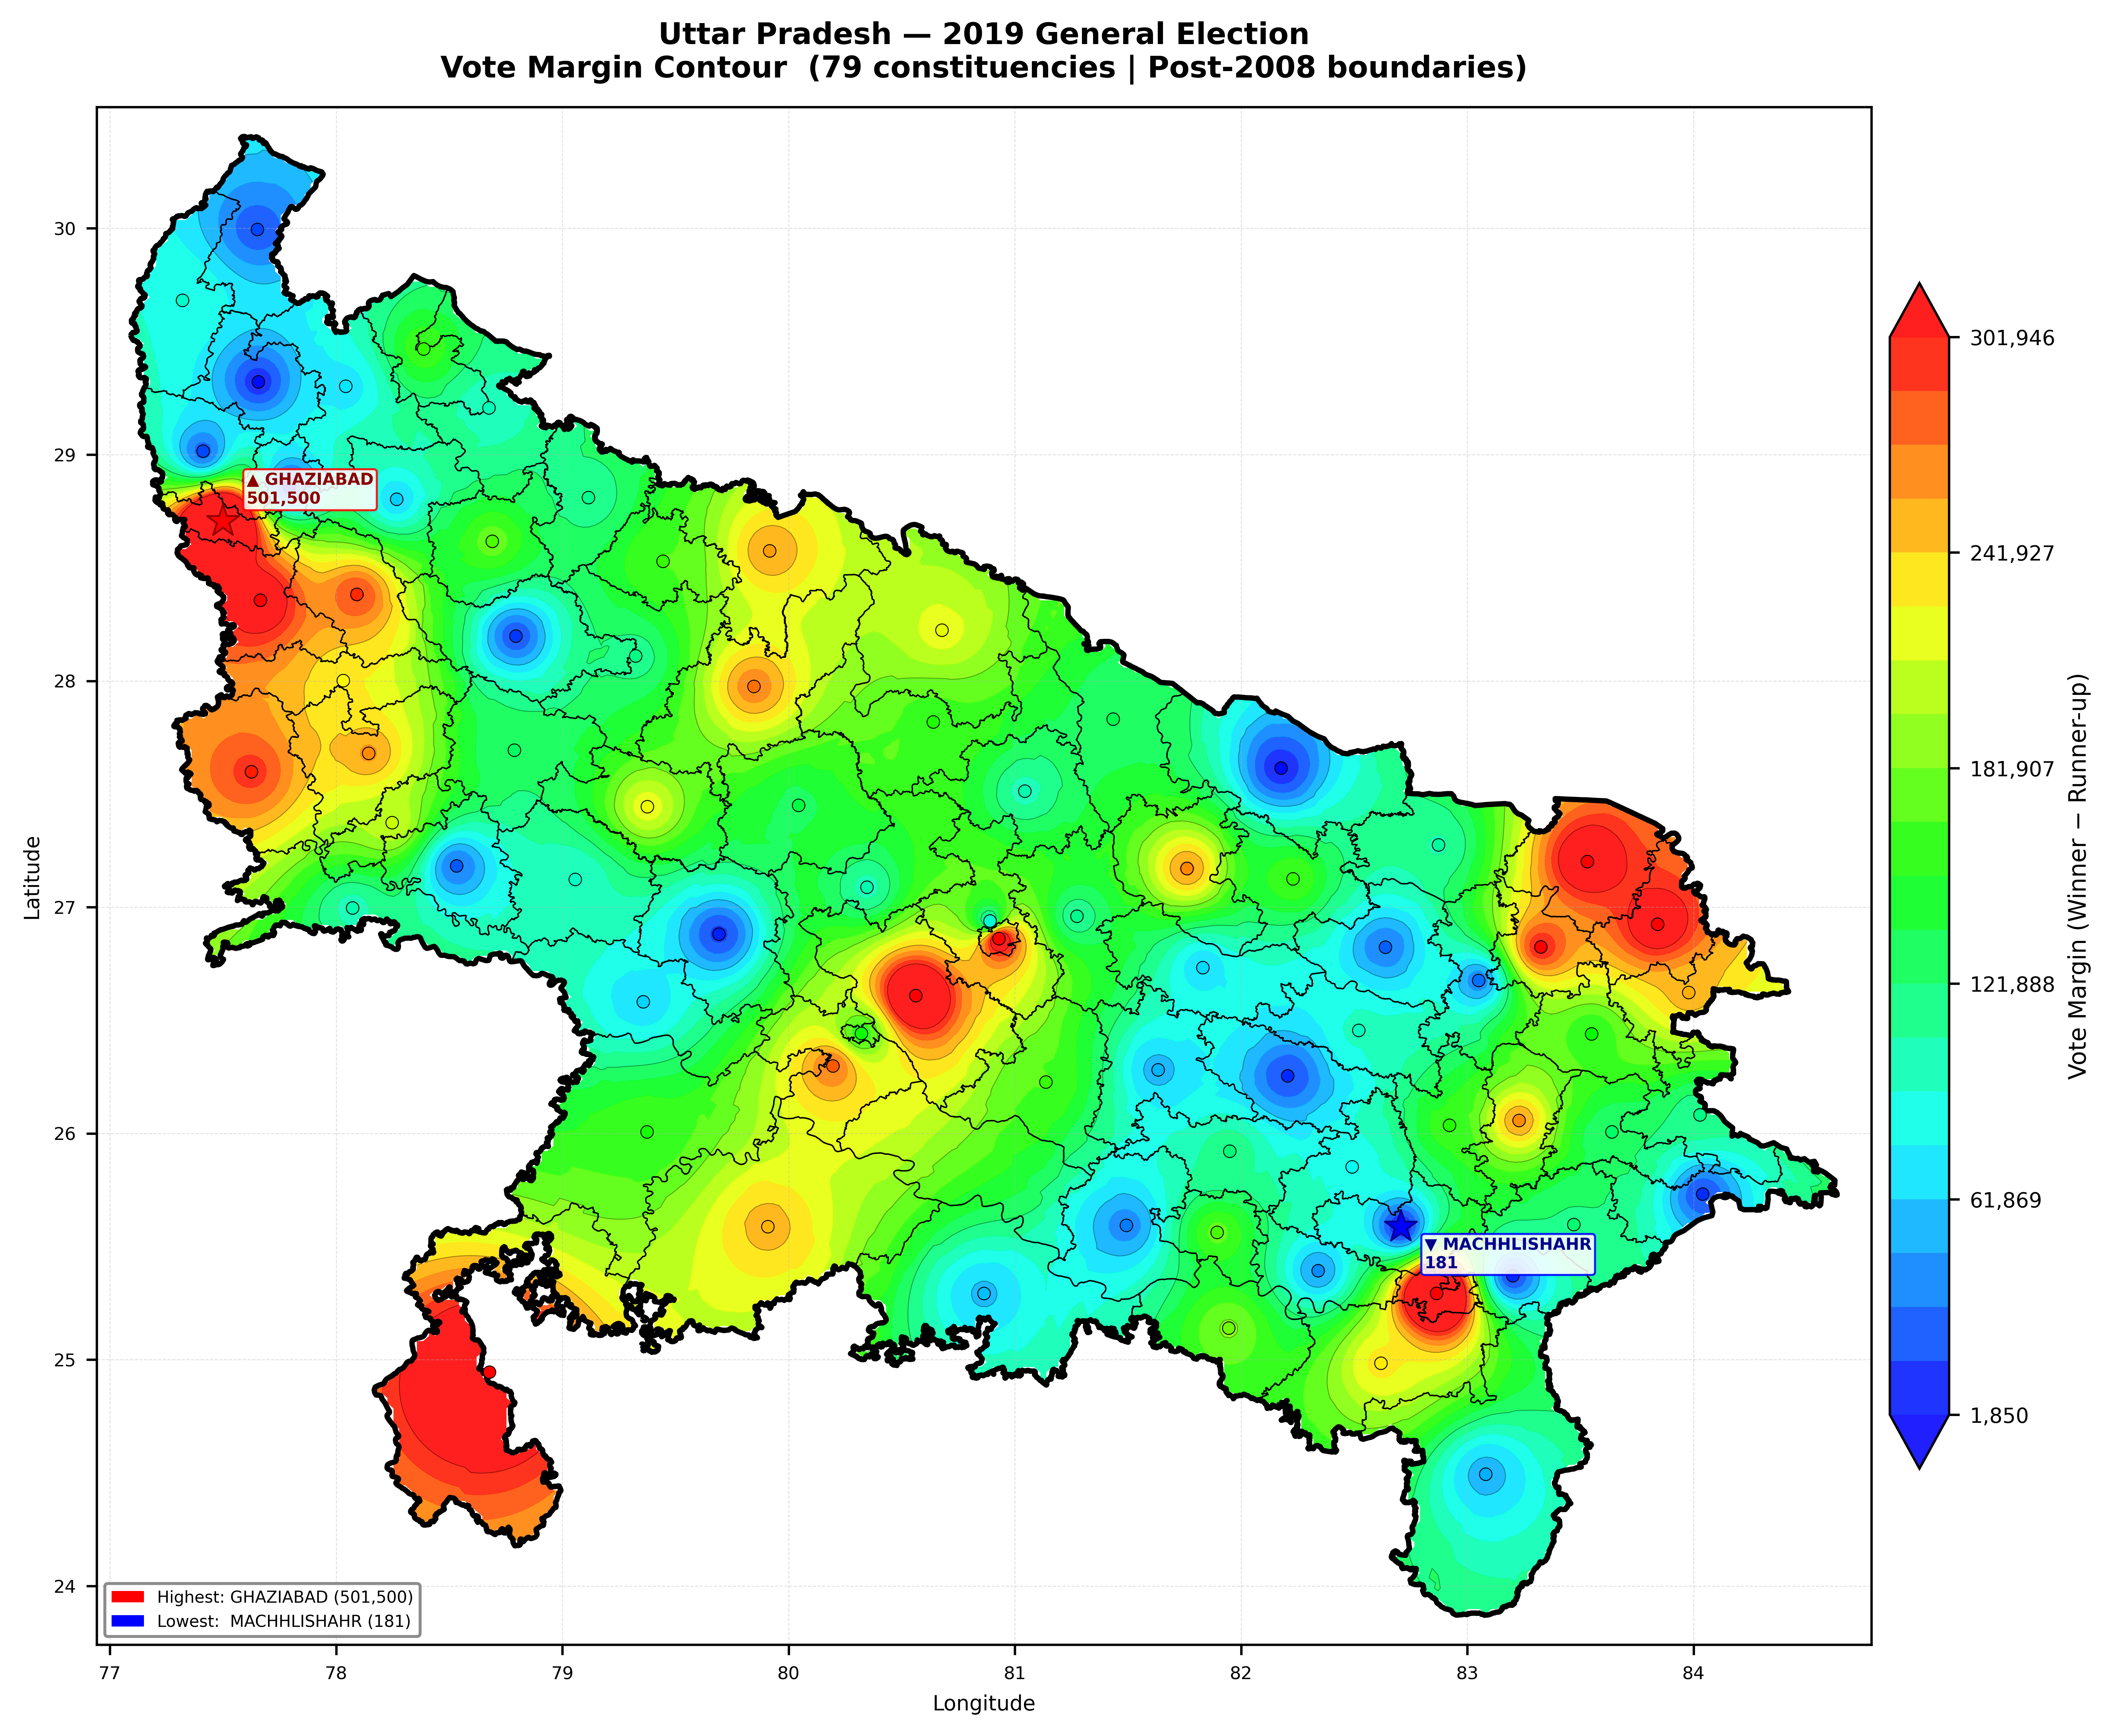 Uttar Pradesh — 2019 General Election
Vote Margin Contour  (79 constituencies | Post-2008 boundaries)
Latitude
30
29
28
27
26
25
24
▲ GHAZIABAD
501,500
▼ MACHHLISHAHR
181
Highest: GHAZIABAD (501,500)
Lowest:  MACHHLISHAHR (181)
77
78
79
80
81
82
83
84
Longitude
301,946
241,927
181,907
121,888
61,869
1,850
Vote Margin (Winner − Runner-up)